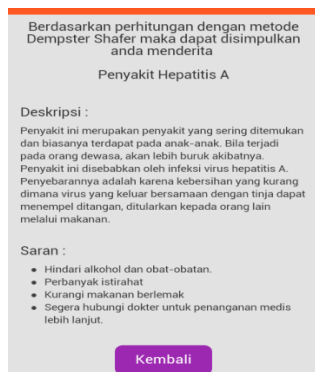 Berdasarkan perhitungan dengan metode
Dempster Shafer maka dapat disimpulkan
anda menderita
Penyakit Hepatitis A
Deskripsi :
Penyakit ini merupakan penyakit yang sering ditemukan
dan biasanya terdapat pada anak-anak. Bila terjadi
pada orang dewasa, akan lebih buruk akibatnya.
Penyakit ini disebabkan oleh infeksi virus hepatitis A.
Penyebarannya adalah karena kebersihan yang kurang
dimana virus yang keluar bersamaan dengan tinja dapat
menempel ditangan, ditularkan kepada orang lain
melalui makanan.
Saran :
• Hindari alkohol dan obat-obatan.
• Perbanyak istirahat
• Kurangi makanan berlemak
• Segera hubungi dokter untuk penanganan medis
lebih lanjut.
Kembali